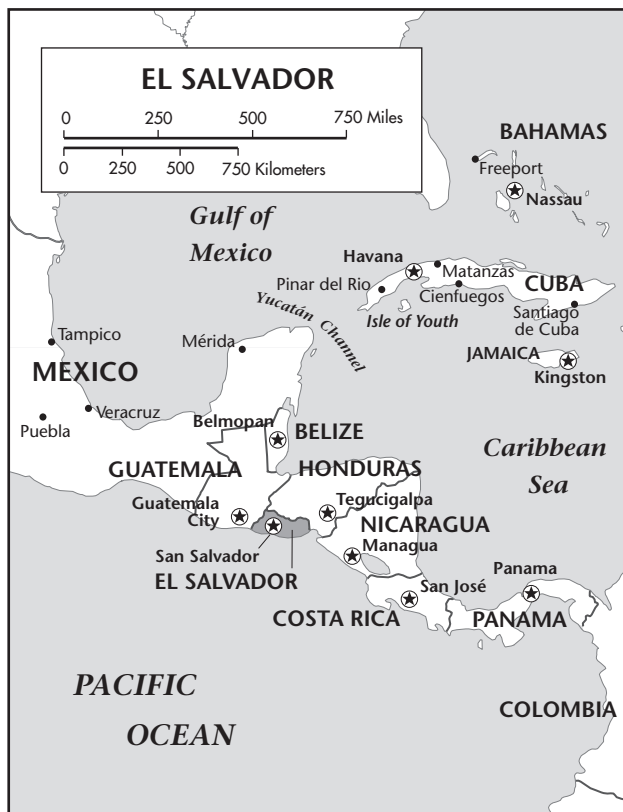 EL SALVADOR
0 250 500 750 Miles
0 250 500 750 Kilometers
BAHAMAS
Freeport
Nassau
Gulf of
Mexico
Havana
Matanzas
Pinar del Rio
CUBA
Cienfuegos
Isle of Youth
Santiago
de Cuba
Yucatán Channel
Tampico
Mérida
JAMAICA
Kingston
MEXICO
Veracruz
Puebla
Belmopan
BELIZE
Caribbean
Sea
GUATEMALA
HONDURAS
Guatemala
City
Tegucigalpa
NICARAGUA
San Salvador
Managua
EL SALVADOR
San José
Panama
COSTA RICA
PANAMA
PACIFIC
OCEAN
COLOMBIA